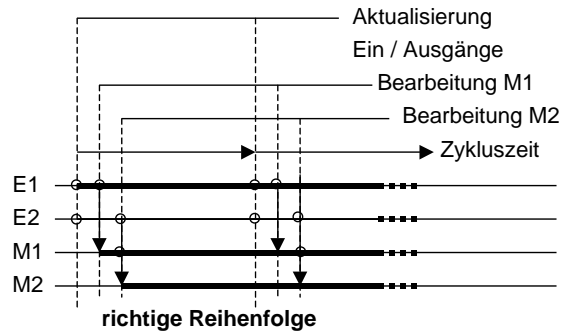 Aktualisierung
Ein / Ausgänge
Bearbeitung M1
Bearbeitung M2
Zykluszeit
E1
E2
M1
M2
richtige Reihenfolge